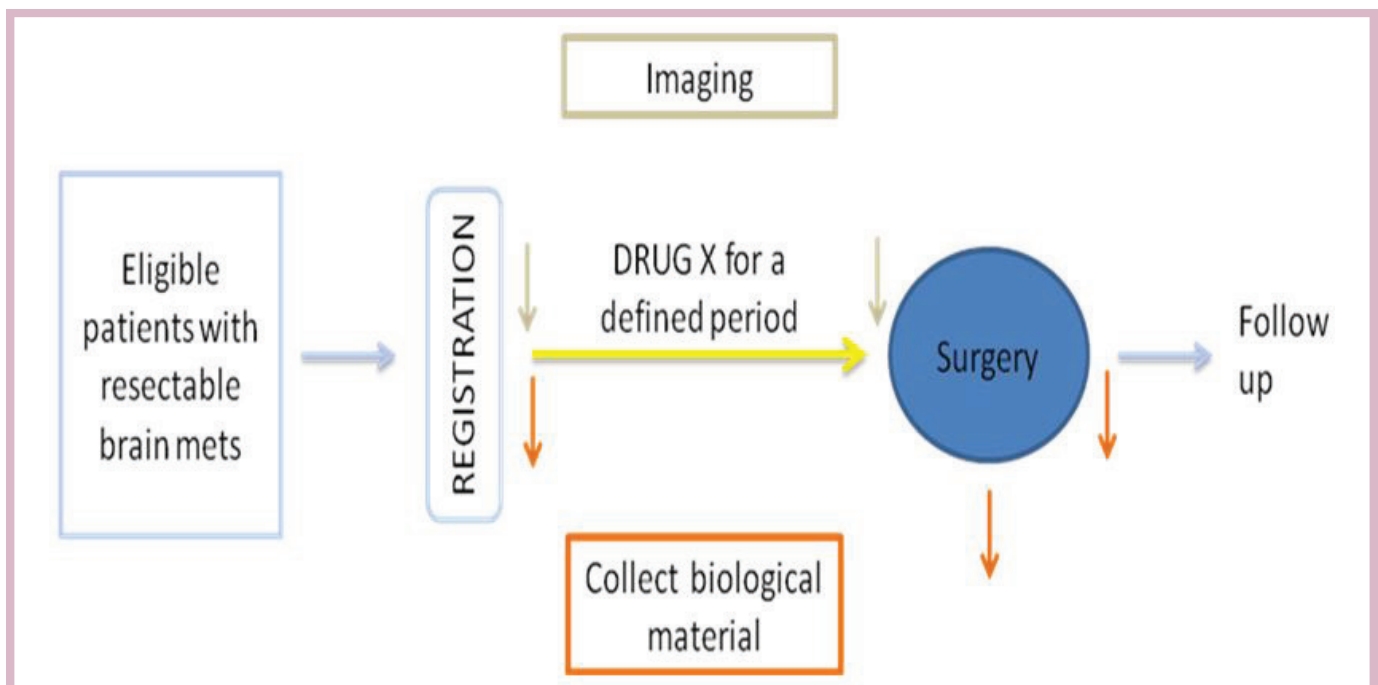 Imaging
Eligible
patients with
resectable
brain mets
REGISTRATION
DRUG X for a
defined period
Surgery
Follow
up
Collect biological
material